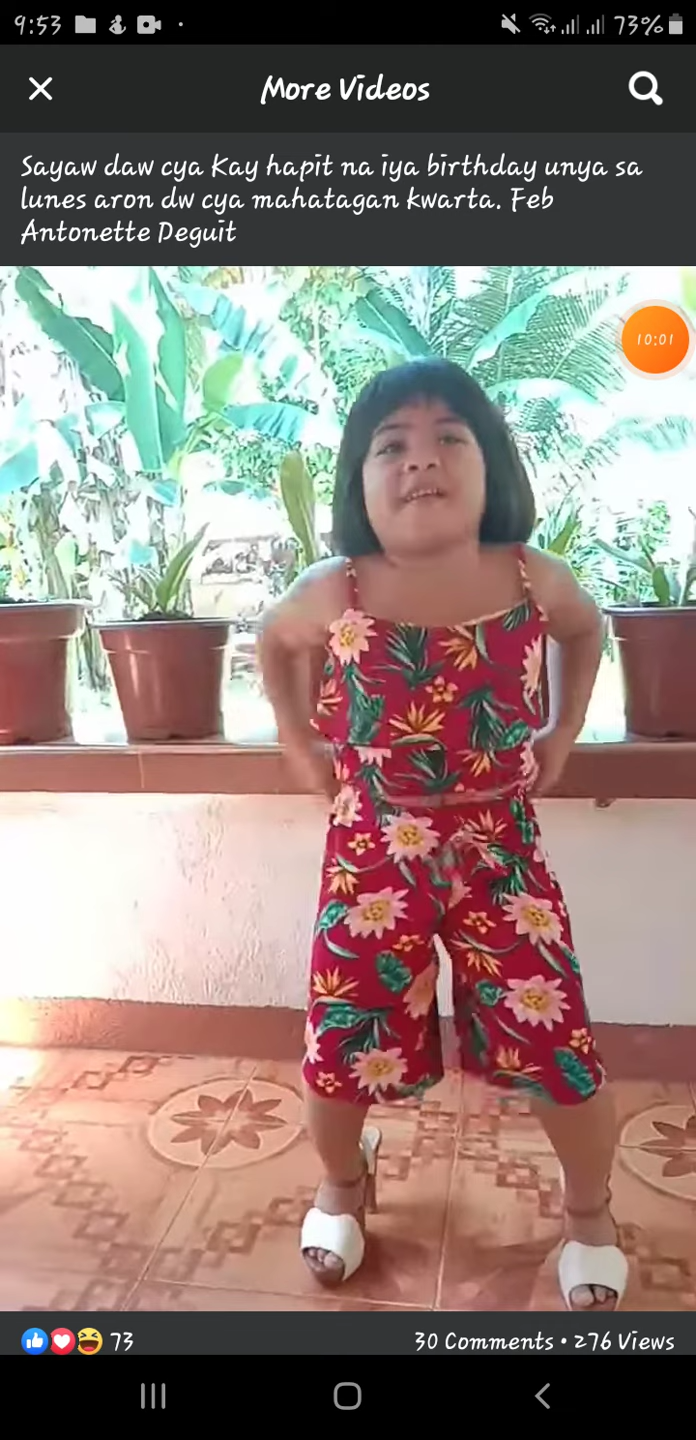 9:53
73%
More Videos
Sayaw daw cya Kay hapit na iya birthday unya sa
lunes aron dw cya mahatagan kwarta. Feb
Antonette Deguit
10:01
73
30 Comments • 276 Views